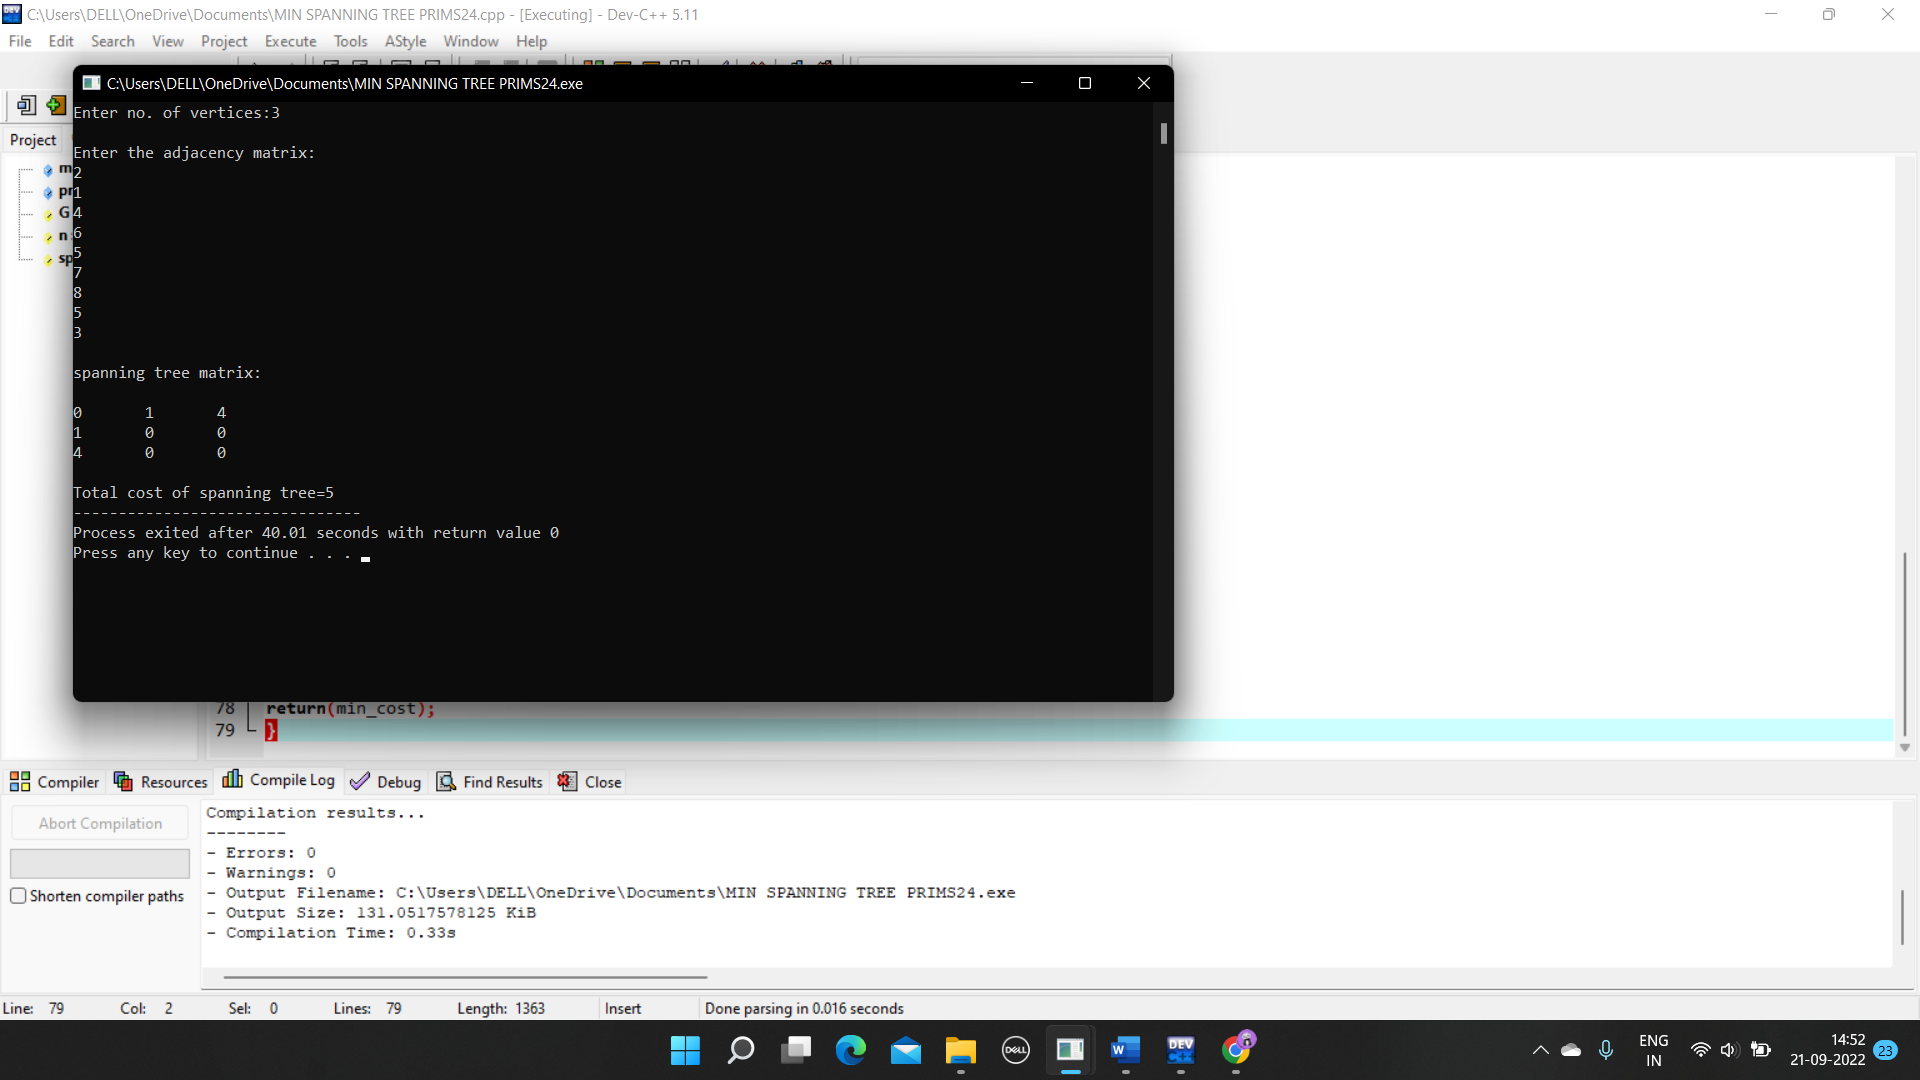 C:\Users\DELL\OneDrive\Documents\MIN SPANNING TREE PRIMS24.cpp - [Executing] - Dev-C++ 5.11
File Edit Search View Project Execute Tools AStyle Window Help
C:\Users\DELL\OneDrive\Documents\MIN SPANNING TREE PRIMS24.exe
Project
Enter no. of vertices:3
Enter the adjacency matrix:
2
1
4
6
5
7
8
5
3
spanning tree matrix:
0 1 4
1 0 0
4 0 0
Total cost of spanning tree=5
--------------------------------
Process exited after 40.01 seconds with return value 0
Press any key to continue . . .
78 return(min_cost);
79 }
Compiler Resources Compile Log Debug Find Results Close
Abort Compilation
Shorten compiler paths
Compilation results...
--------
- Errors: 0
- Warnings: 0
- Output Filename: C:\Users\DELL\OneDrive\Documents\MIN SPANNING TREE PRIMS24.exe
- Output Size: 131.0517578125 KiB
- Compilation Time: 0.33s
Line: 79 Col: 2 Sel: 0 Lines: 79 Length: 1363 Insert Done parsing in 0.016 seconds
DELL
DEV C++
ENG
IN
14:52
21-09-2022
23